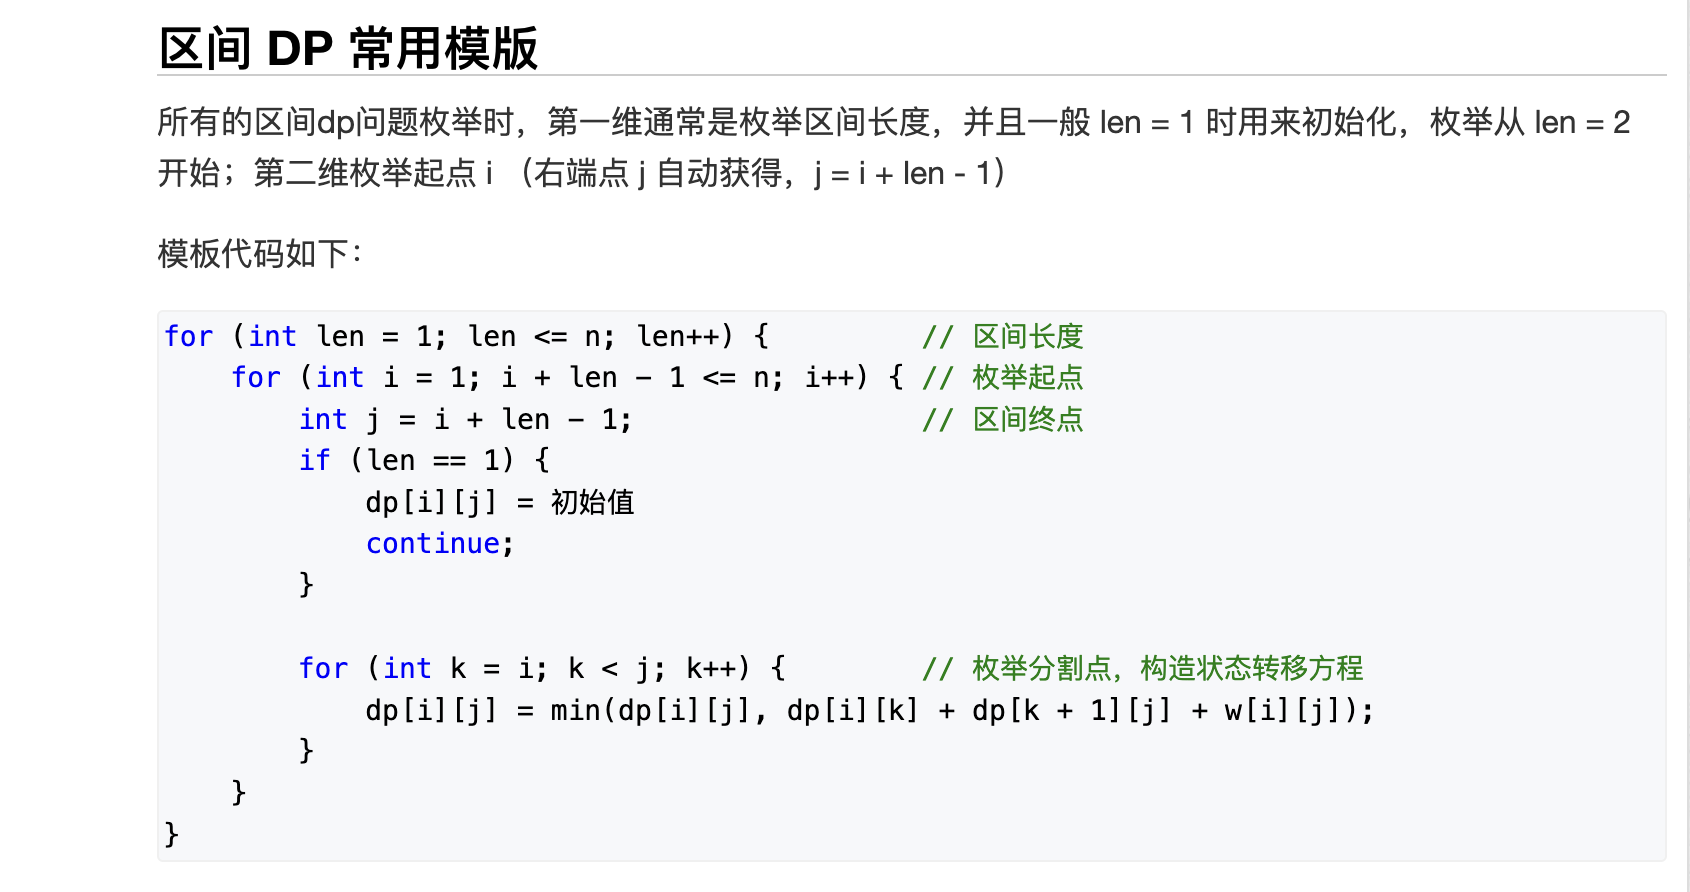 区间 DP 常用模版
所有的区间dp问题枚举时，第一维通常是枚举区间长度，并且一般 len = 1 时用来初始化，枚举从 len = 2
开始；第二维枚举起点 i （右端点 j 自动获得，j = i + len - 1）
模板代码如下：
for (int len = 1; len <= n; len++) {         // 区间长度
    for (int i = 1; i + len - 1 <= n; i++) { // 枚举起点
        int j = i + len - 1;                 // 区间终点
        if (len == 1) {
            dp[i][j] = 初始值
            continue;
        }
        for (int k = i; k < j; k++) {        // 枚举分割点，构造状态转移方程
            dp[i][j] = min(dp[i][j], dp[i][k] + dp[k + 1][j] + w[i][j]);
        }
    }
}